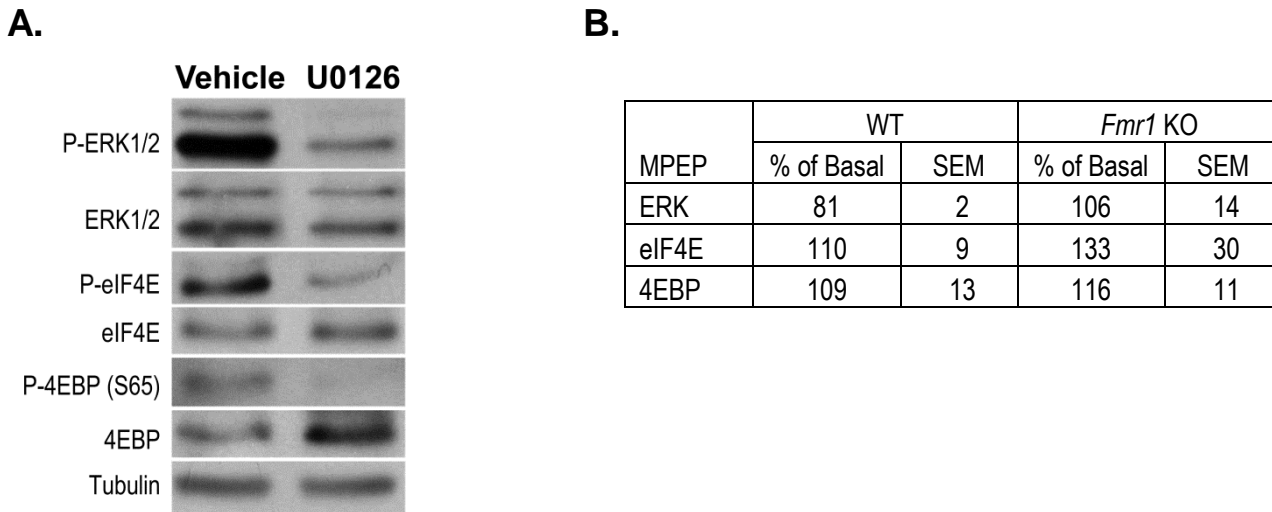 A.
Vehicle U0126
P-ERK1/2
ERK1/2
P-eIF4E
eIF4E
P-4EBP (S65)
4EBP
Tubulin
B.
WT Fmr1 KO
MPEP % of Basal SEM % of Basal SEM
ERK 81 2 106 14
eIF4E 110 9 133 30
4EBP 109 13 116 11